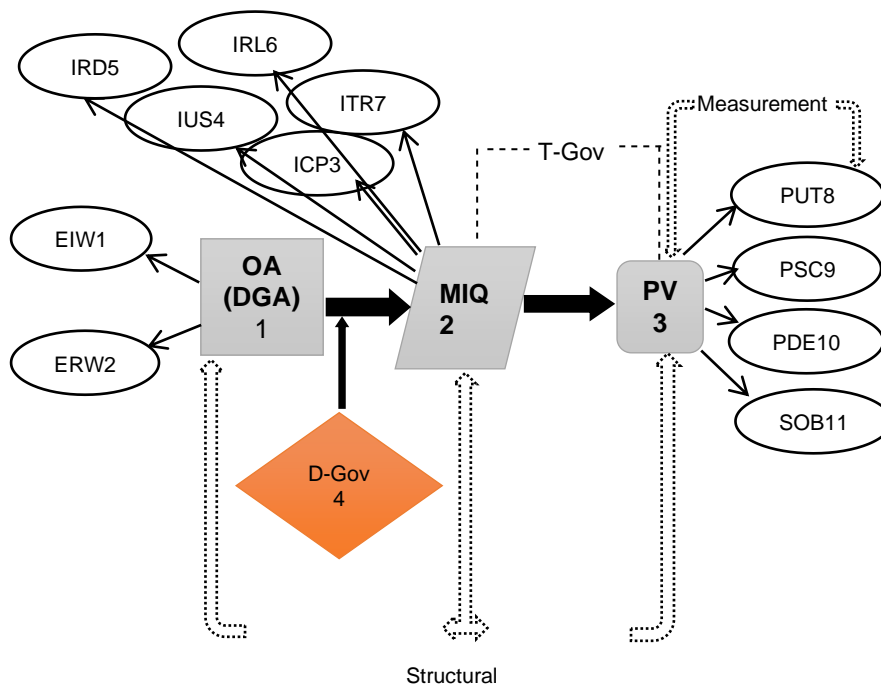 IRL6
IRD5
ITR7
IUS4
ICP3
Measurement
T-Gov
PUT8
EIW1
OA
(DGA)
1
MIQ
2
PV
3
PSC9
PDE10
ERW2
SOB11
D-Gov
4
Structural